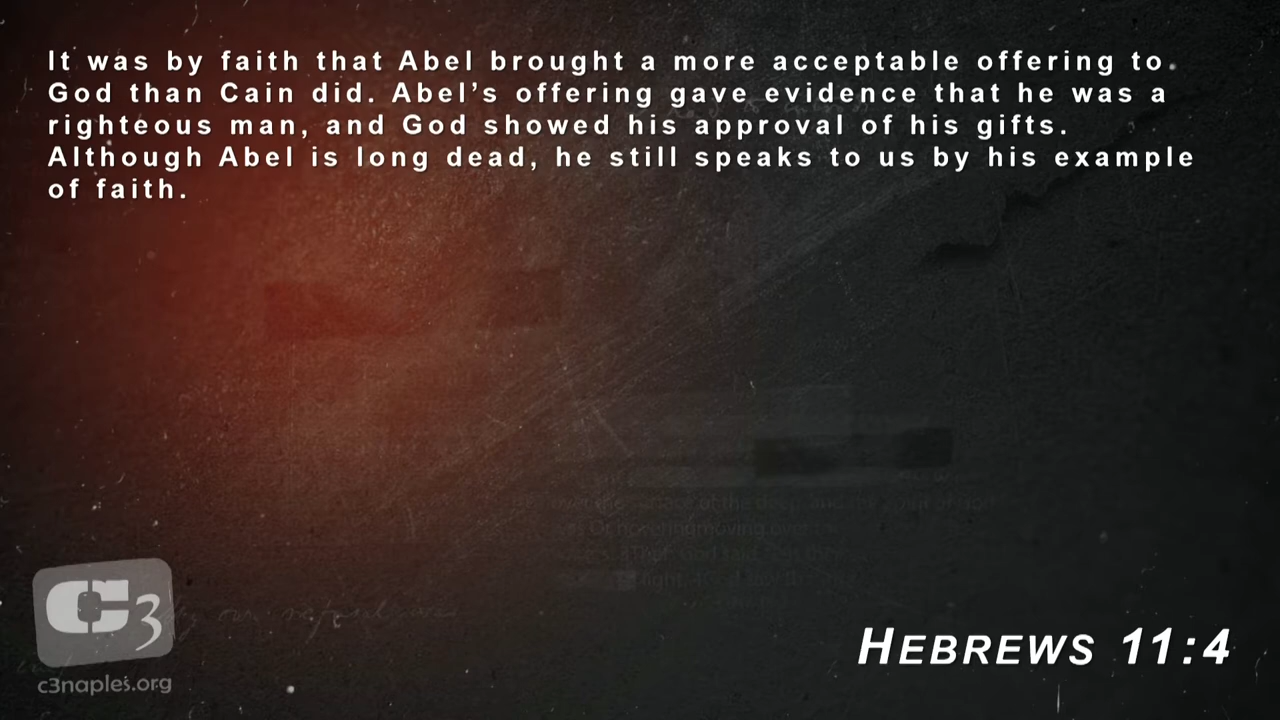 It was by faith that Abel brought a more acceptable offering to
God than Cain did. Abel’s offering gave evidence that he was a
righteous man, and God showed his approval of his gifts.
Although Abel is long dead, he still speaks to us by his example
of faith.
C3
c3naples.org
HEBREWS 11:4